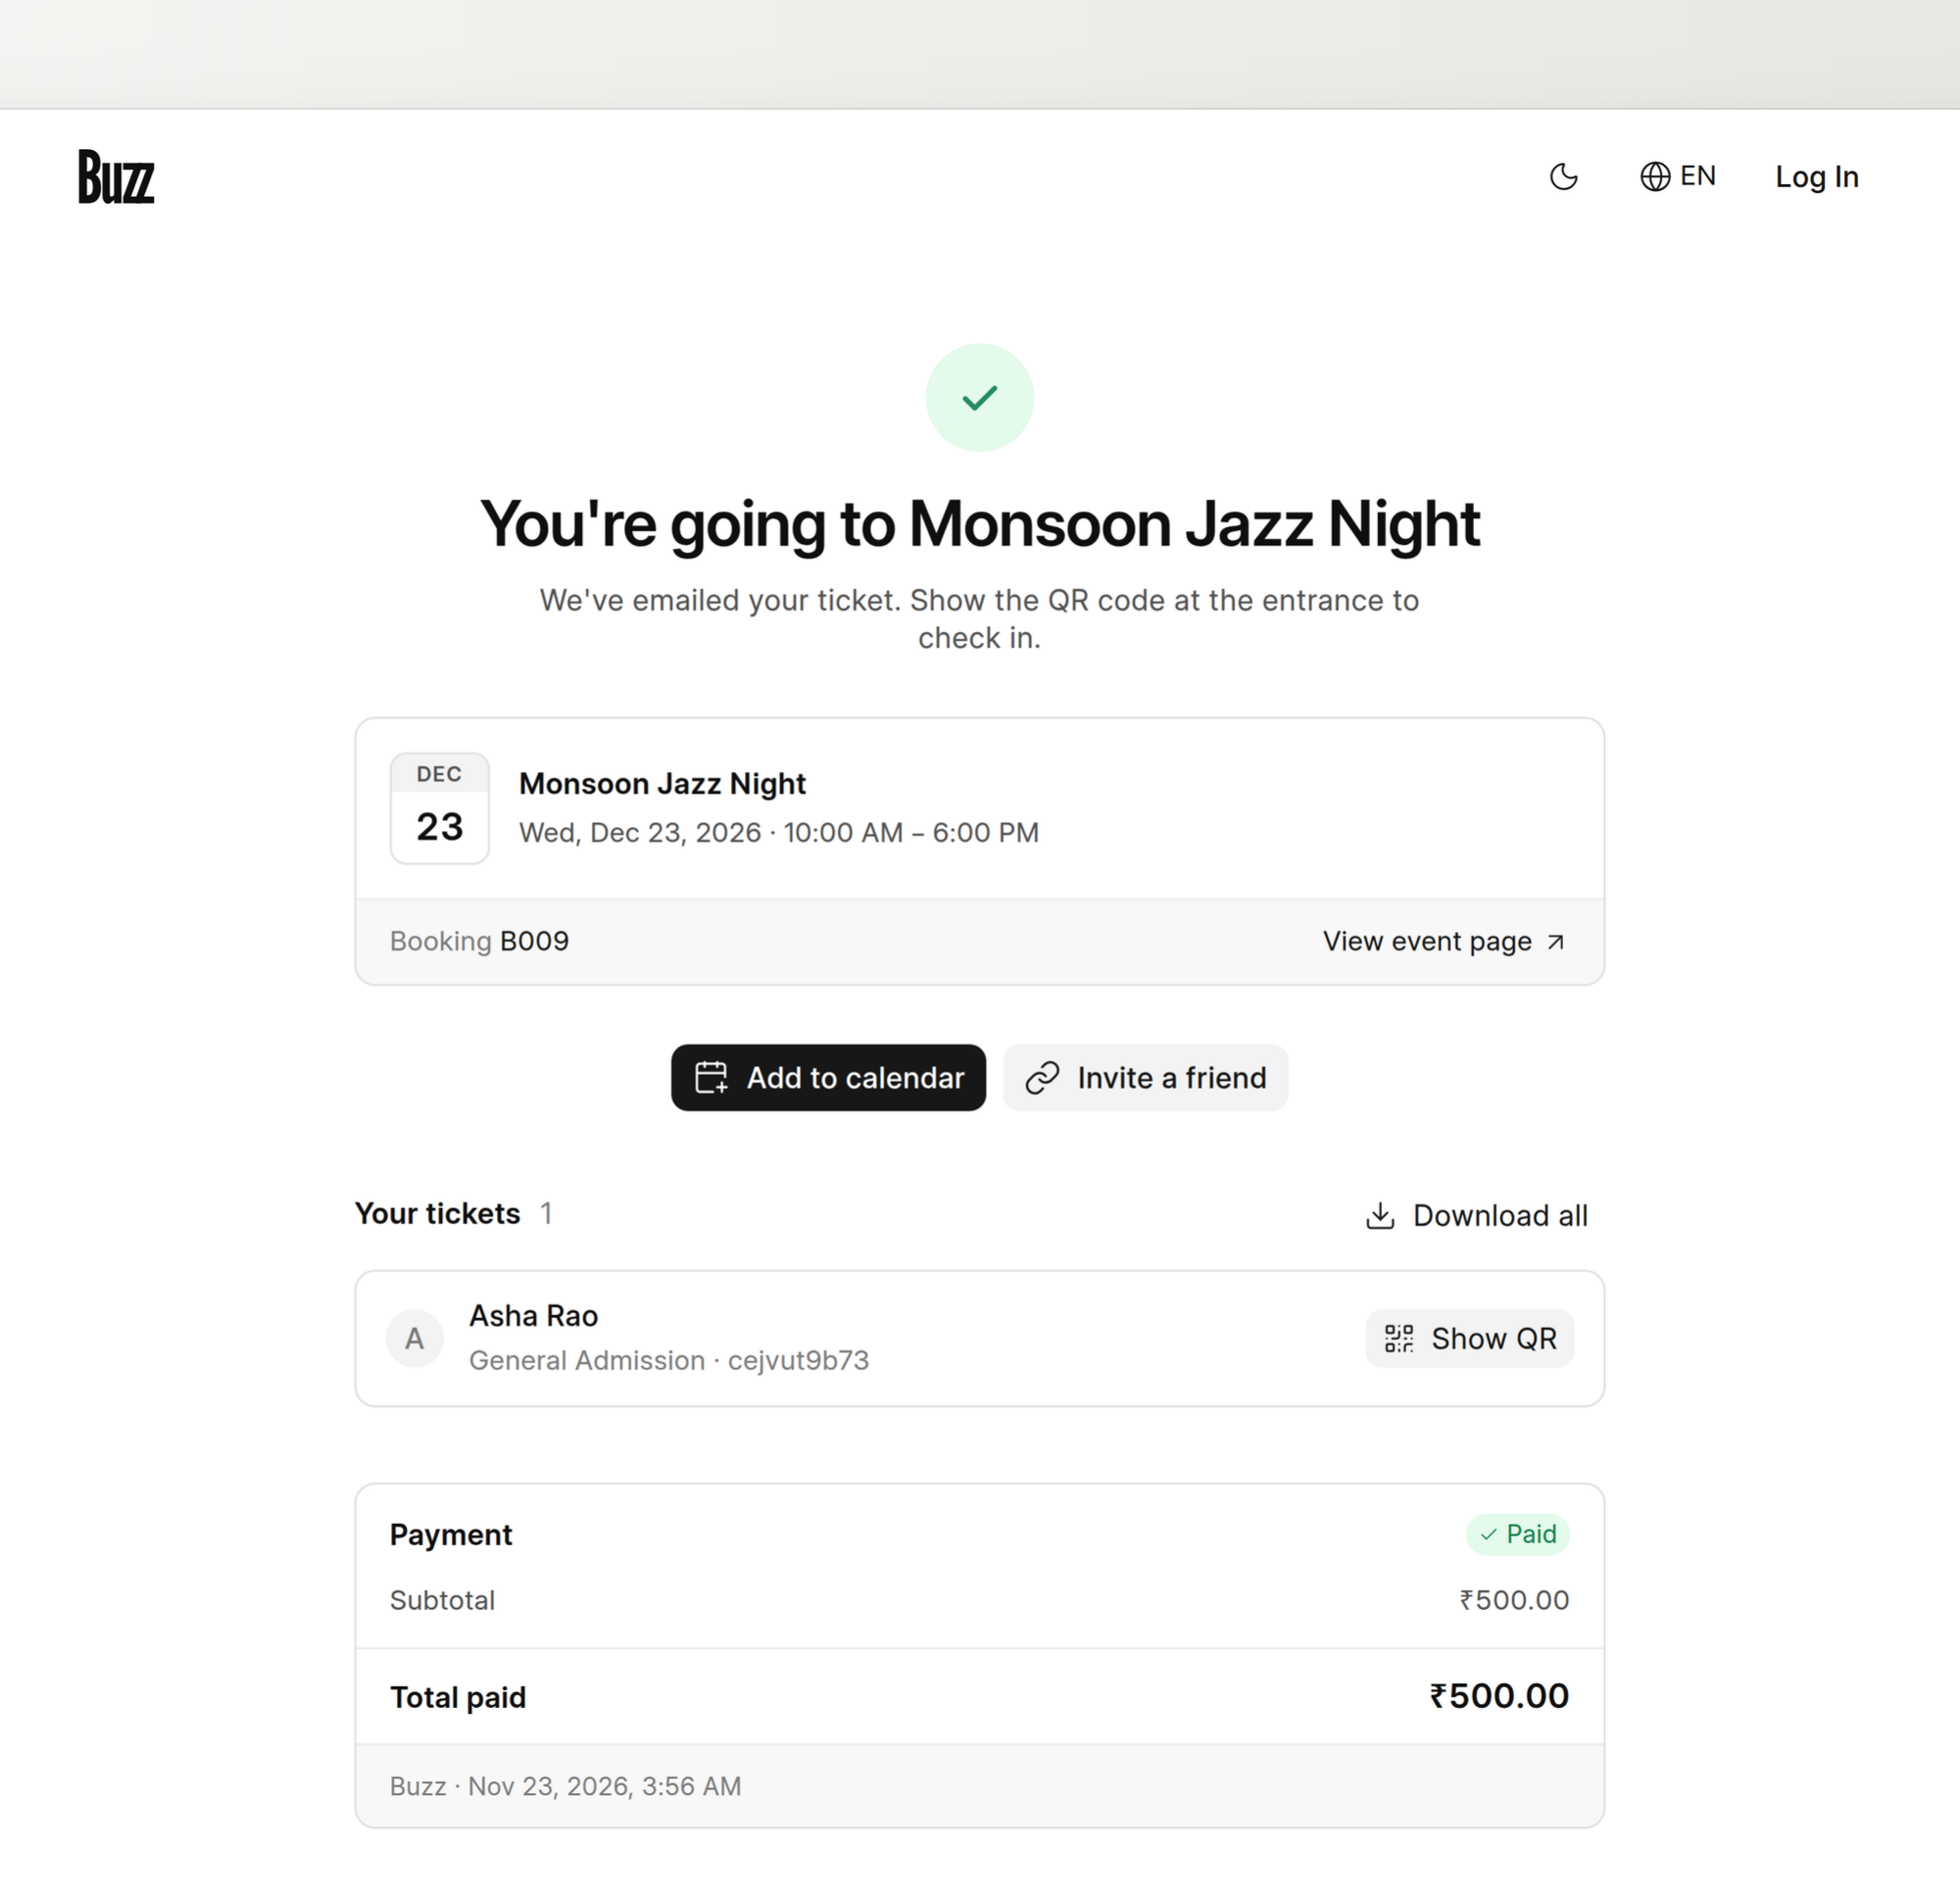 Buzz
EN
Log In
You're going to Monsoon Jazz Night
We've emailed your ticket. Show the QR code at the entrance to
check in.
DEC
23
Monsoon Jazz Night
Wed, Dec 23, 2026 · 10:00 AM – 6:00 PM
Booking B009
View event page
Add to calendar
Invite a friend
Your tickets 1
Download all
A
Asha Rao
General Admission · cejvut9b73
Show QR
Payment
Paid
Subtotal
₹500.00
Total paid
₹500.00
Buzz · Nov 23, 2026, 3:56 AM